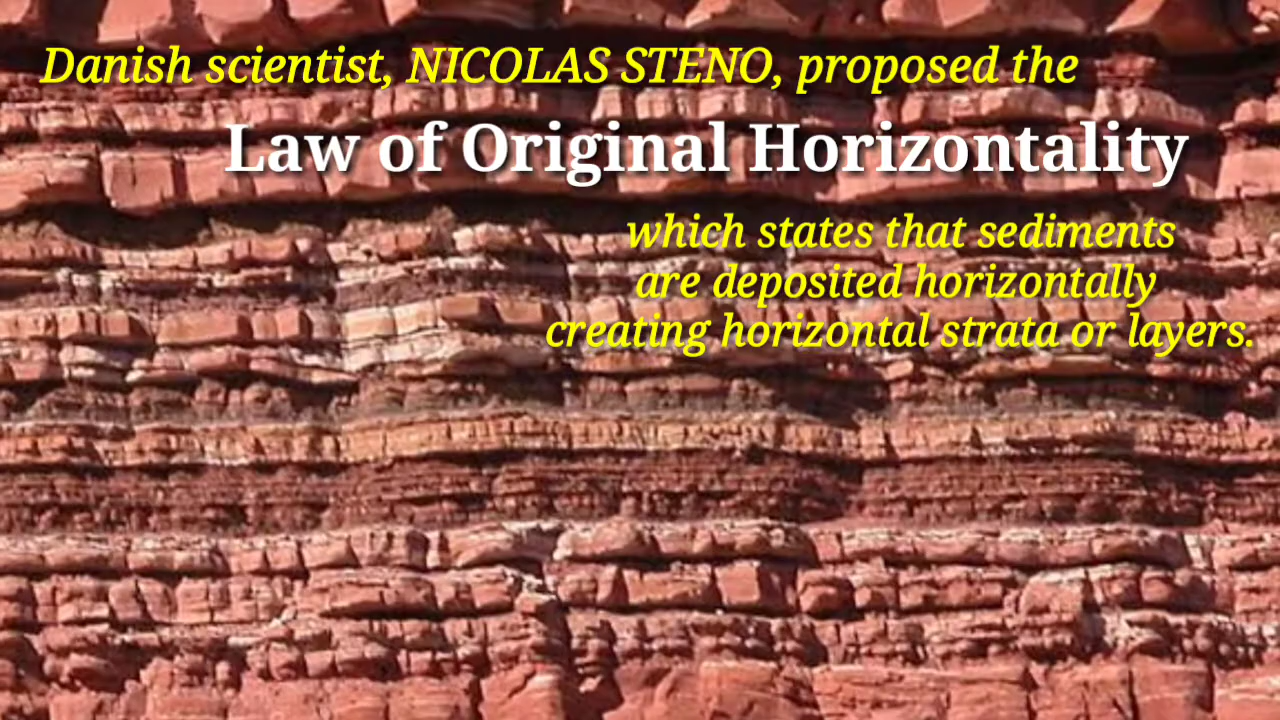 Danish scientist, NICOLAS STENO, proposed the
Law of Original Horizontality
which states that sediments
are deposited horizontally
creating horizontal strata or layers.